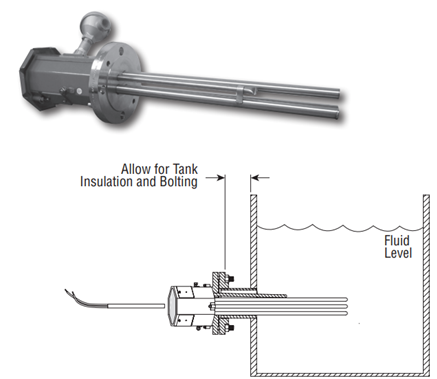 Allow for Tank
Insulation and Bolting
Fluid
Level